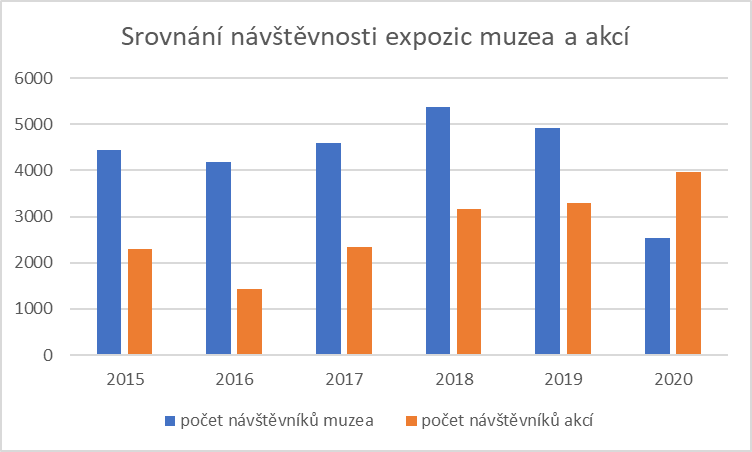 Srovnání návštěvnosti expozic muzea a akcí
6000
5000
4000
3000
2000
1000
0
2015 2016 2017 2018 2019 2020
počet návštěvníků muzea počet návštěvníků akcí